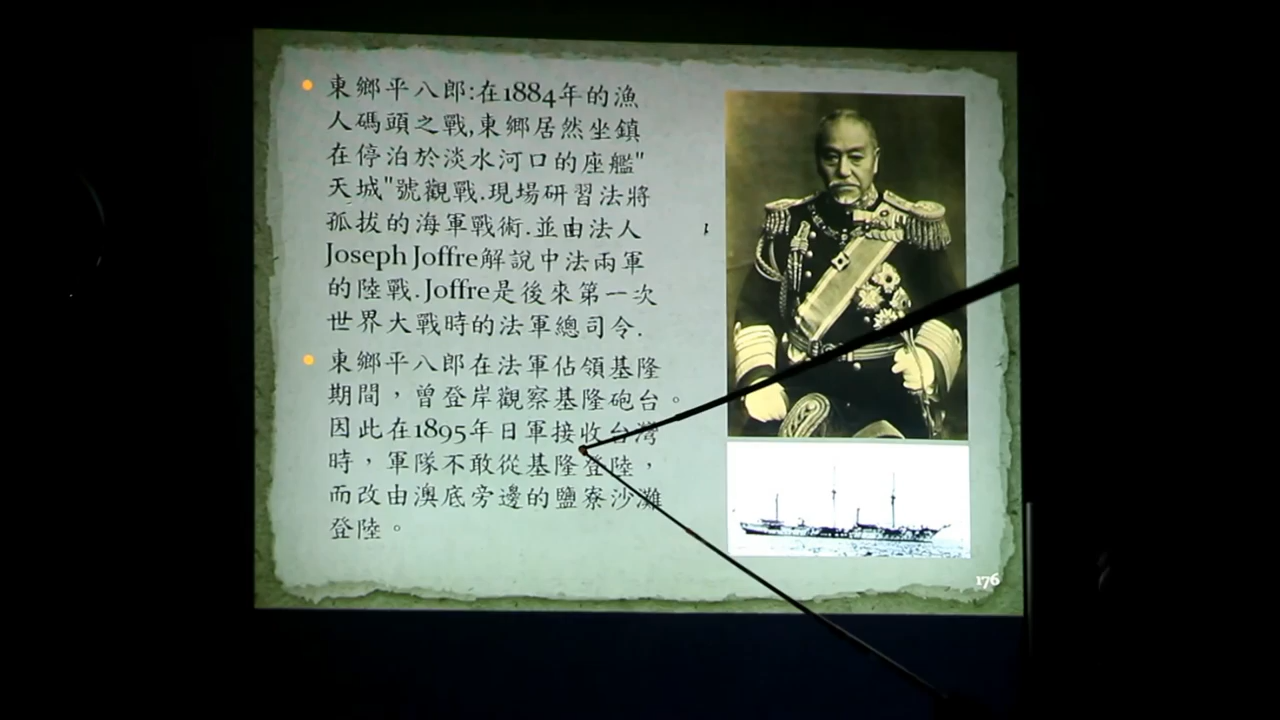 東鄉平八郎:在1884年的漁
人碼頭之戰,東鄉居然坐鎮
在停泊於淡水河口的座艦"
天城"號觀戰.現場研習法將
孤拔的海軍戰術.並由法人
Joseph Joffre解說中法兩軍
的陸戰.Joffre是後來第一次
世界大戰時的法軍總司令.
東鄉平八郎在法軍佔領基隆
期間，曾登岸觀察基隆砲台。
因此在1895年日軍接收台灣
時，軍隊不敢從基隆登陸，
而改由澳底旁邊的鹽寮沙灘
登陸。
176